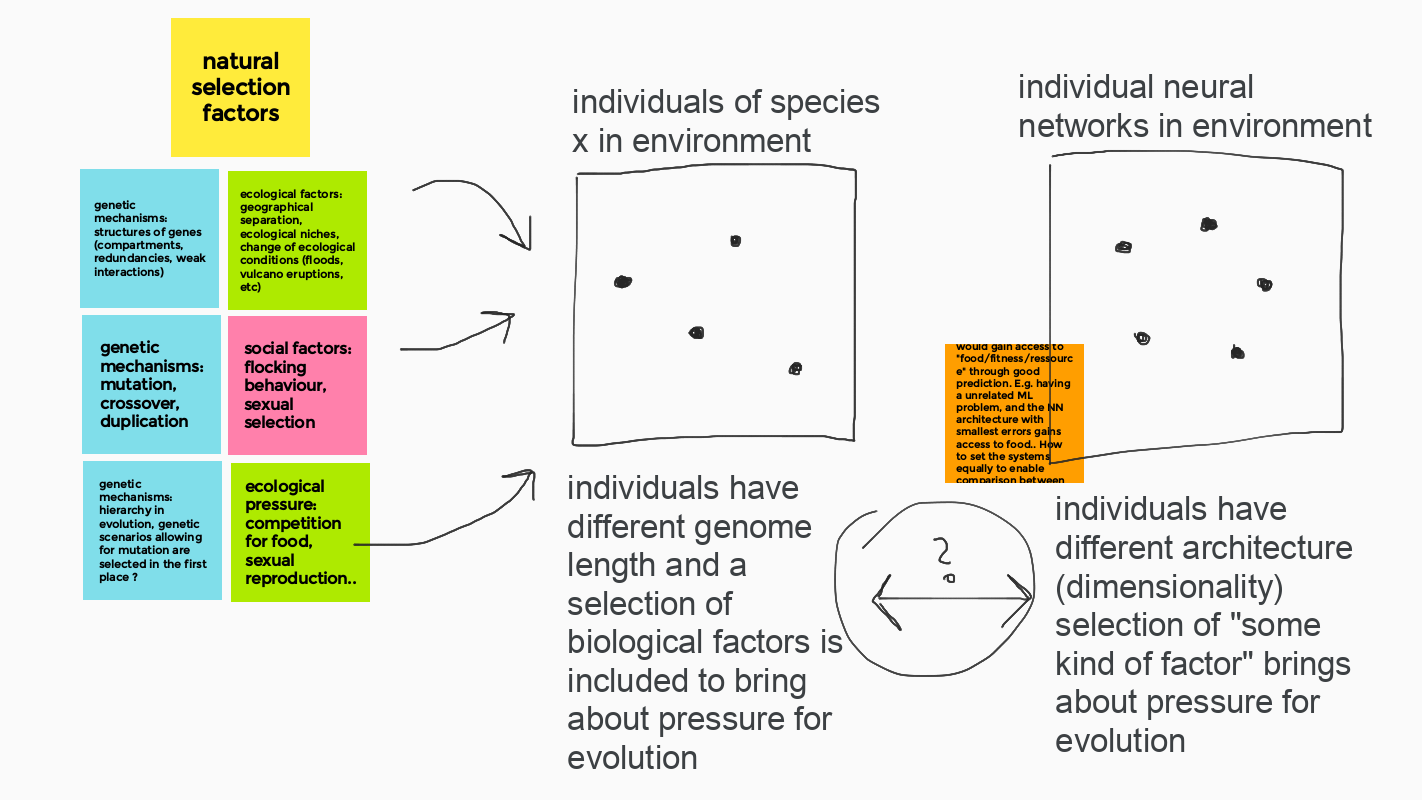 natural
selection
factors
genetic
mechanisms:
structures of genes
(compartments,
redundancies, weak
interactions)
ecological factors:
geographical
separation,
ecological niches,
change of ecological
conditions (floods,
vulcano eruptions,
etc)
genetic
mechanisms:
mutation,
crossover,
duplication
social factors:
flocking
behaviour,
sexual
selection
genetic
mechanisms:
hierarchy in
evolution, genetic
scenarios allowing
for mutation are
selected in the first
place ?
ecological
pressure:
competition
for food,
sexual
reproduction..
individuals of species
x in environment
individuals have
different genome
length and a
selection of
biological factors is
included to bring
about pressure for
evolution
?
individual neural
networks in environment
would gain access to
"food/fitness/ressourc
e" through good
prediction. E.g. having
a unrelated ML
problem, and the NN
architecture with
smallest errors gains
access to food.. How
to set the systems
equally to enable
comparison between
individuals have
different architecture
(dimensionality)
selection of "some
kind of factor" brings
about pressure for
evolution